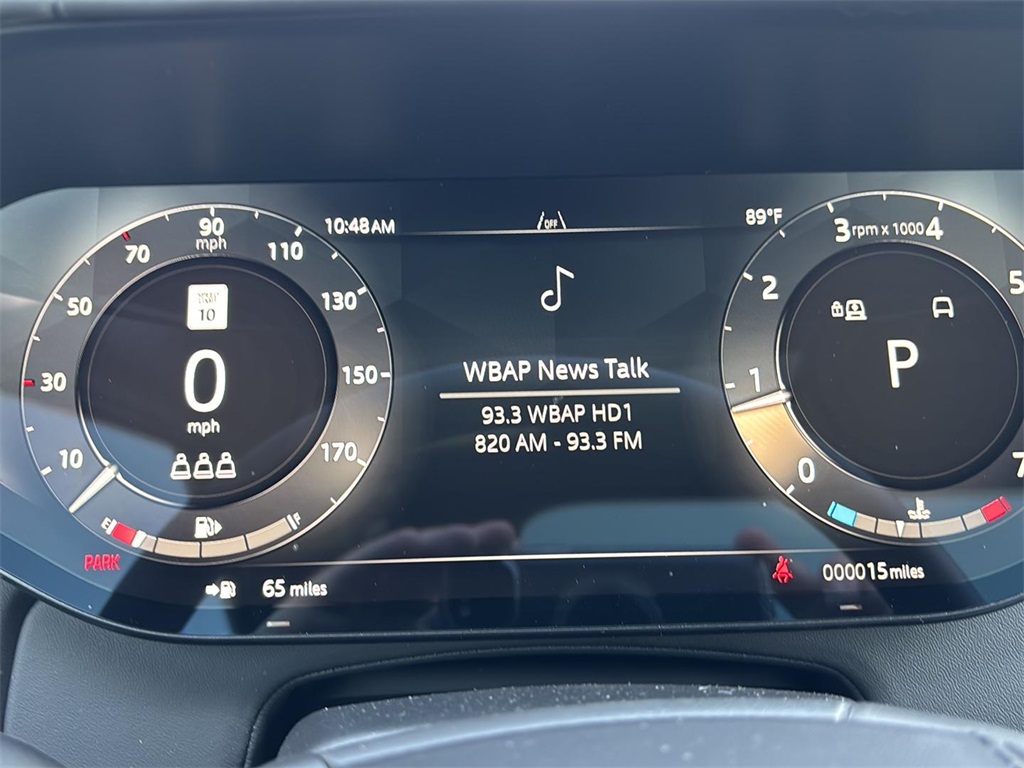 10:48AM
OFF
89°F
10
30
50
70
90
mph
110
130
150
170
10
0
mph
E
F
PARK
65 miles
WBAP News Talk
93.3 WBAP HD1
820 AM - 93.3 FM
0
1
2
3 rpm x 1000 4
5
7
P
000015 miles